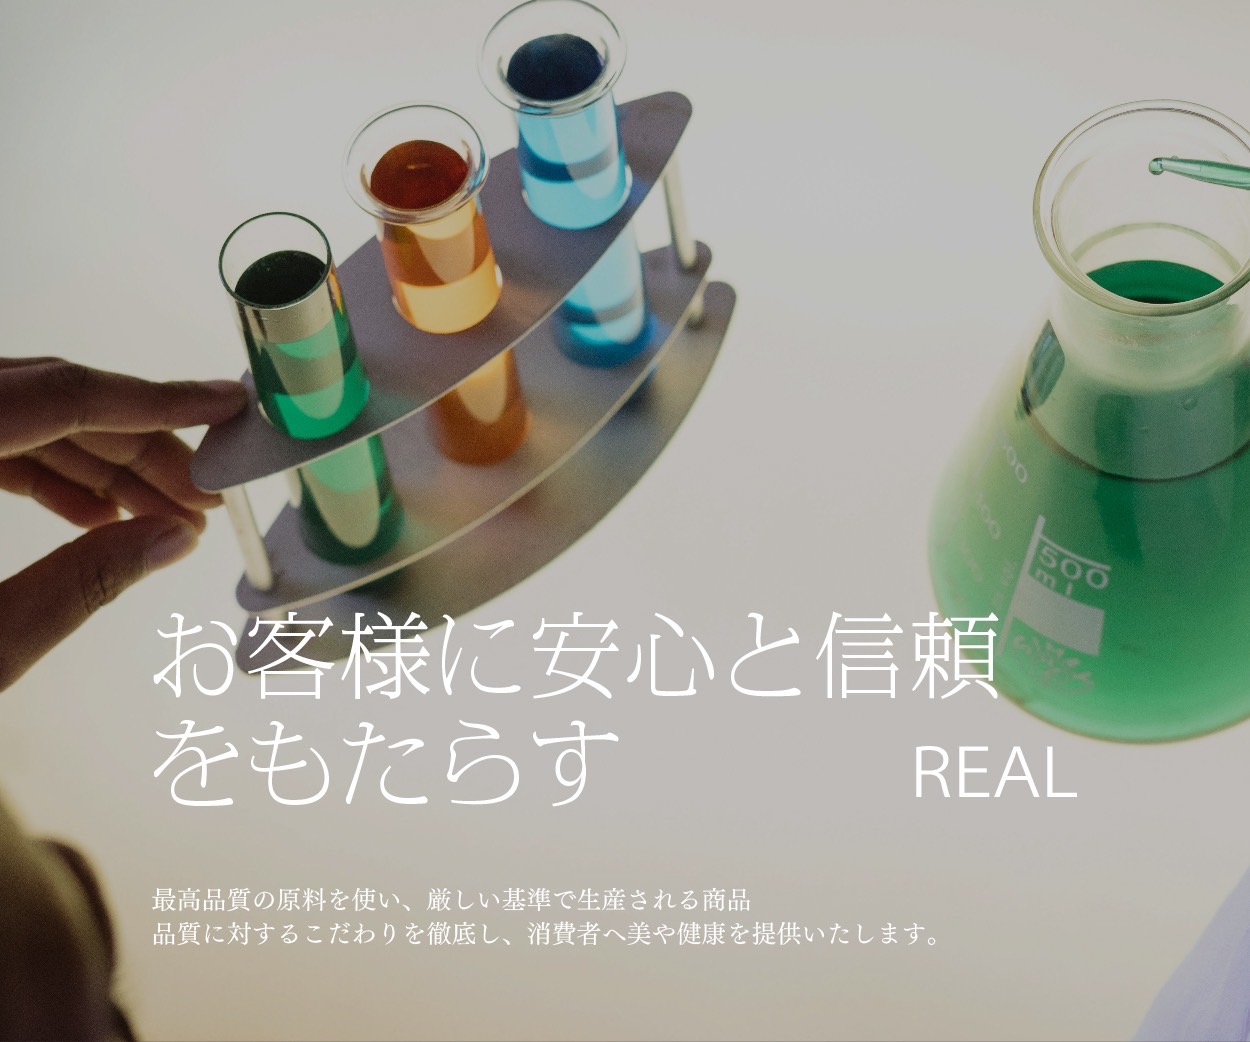 500
ml
お客様に安心と信頼
をもたらす
REAL
最高品質の原料を使い、厳しい基準で生産される商品
品質に対するこだわりを徹底し、消費者へ美や健康を提供いたします。